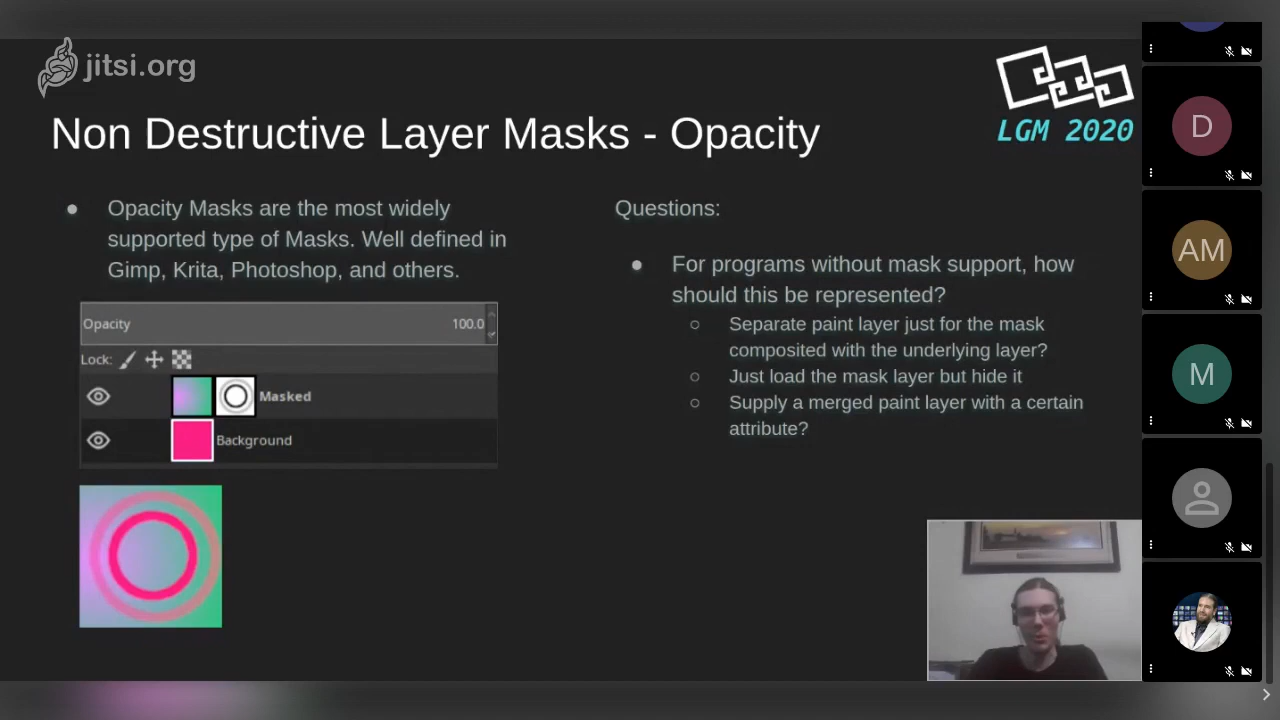 jitsi.org
LGM 2020
Non Destructive Layer Masks - Opacity
● Opacity Masks are the most widely
supported type of Masks. Well defined in
Gimp, Krita, Photoshop, and others.
Opacity 100.0
Lock:
Masked
Background
Questions:
● For programs without mask support, how
should this be represented?
○ Separate paint layer just for the mask
composited with the underlying layer?
○ Just load the mask layer but hide it
○ Supply a merged paint layer with a certain
attribute?
D
AM
M